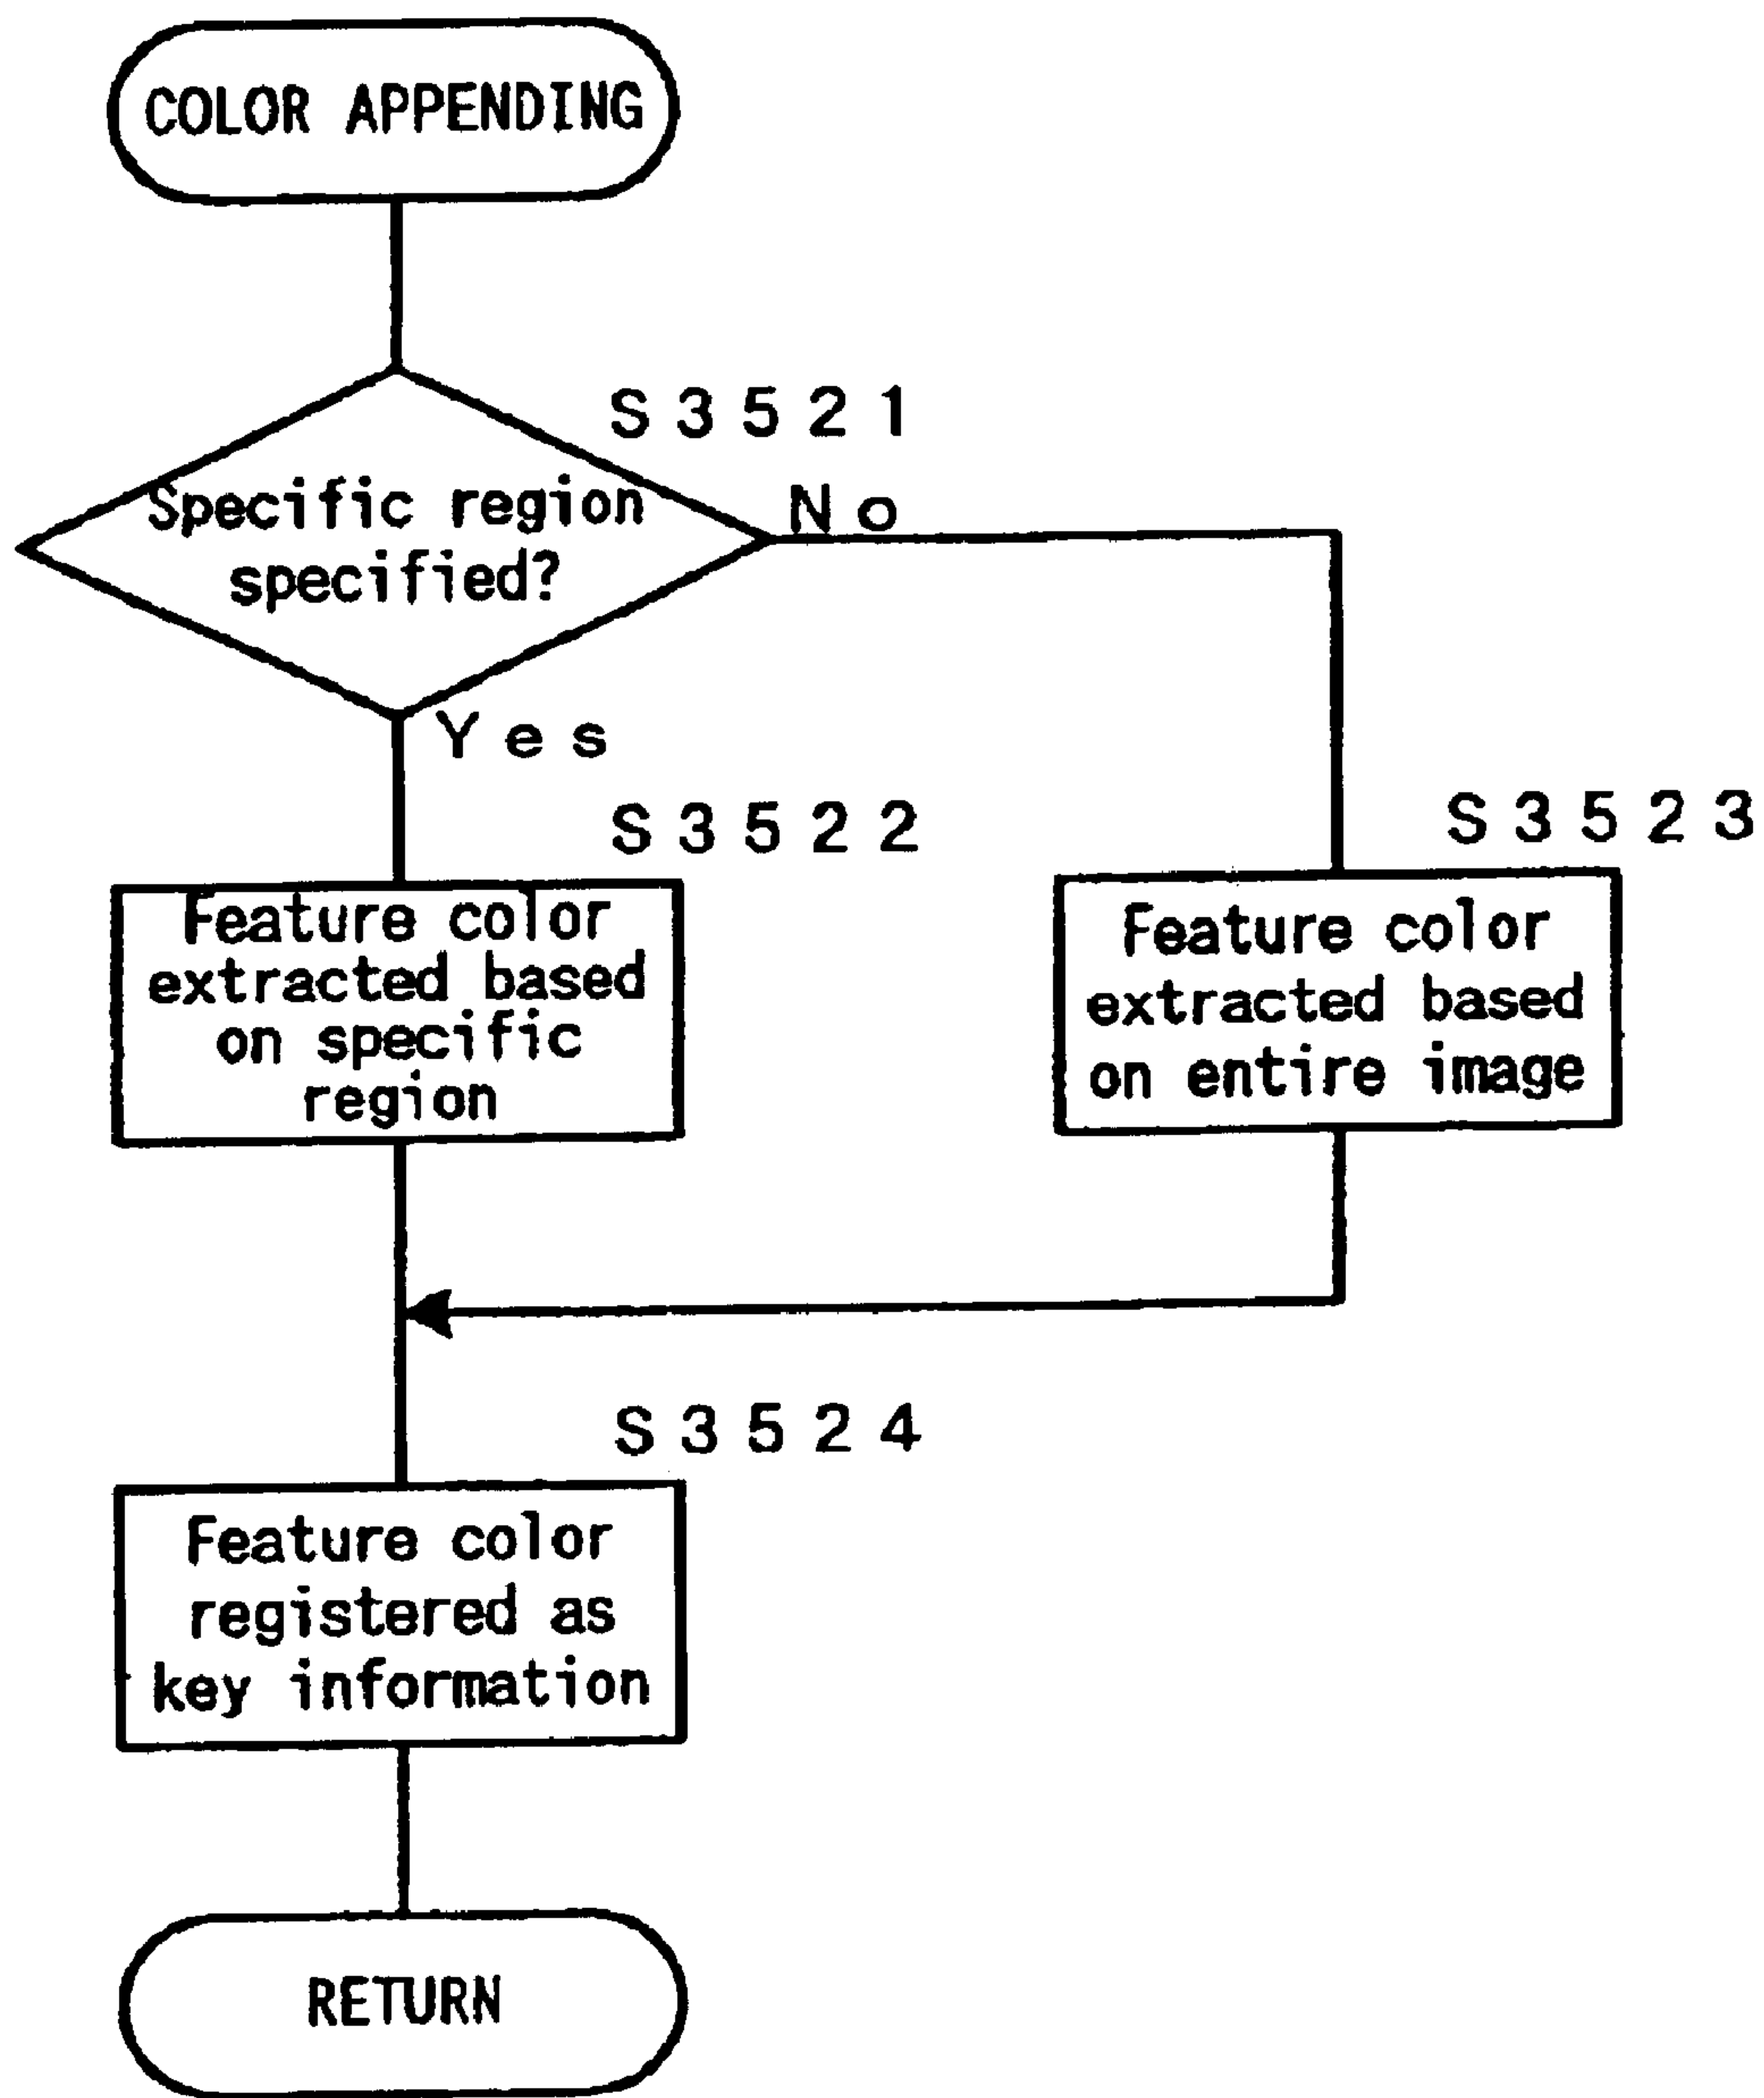 COLOR APPENDING
S3521
Specific region
specified?
No
Yes
S3522
Feature color
extracted based
on specific
region
S3523
Feature color
extracted based
on entire image
S3524
Feature color
registered as
key information
RETURN